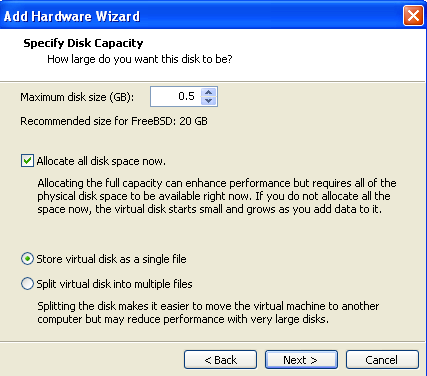 Add Hardware Wizard
Specify Disk Capacity
How large do you want this disk to be?
Maximum disk size (GB): 0.5
Recommended size for FreeBSD: 20 GB
Allocate all disk space now.
Allocating the full capacity can enhance performance but requires all of the
physical disk space to be available right now. If you do not allocate all the
space now, the virtual disk starts small and grows as you add data to it.
Store virtual disk as a single file
Split virtual disk into multiple files
Splitting the disk makes it easier to move the virtual machine to another
computer but may reduce performance with very large disks.
< Back Next > Cancel